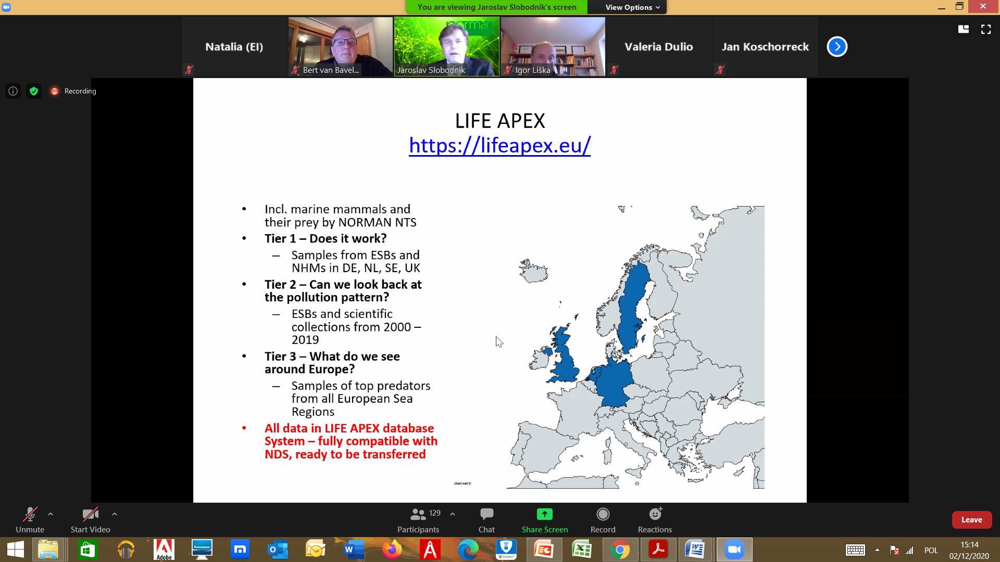 You are viewing Jaroslav Slobodnik's screen
View Options
Natalia (EI)
norman
Valeria Dulio
Jan Koschorreck
Bert van Bavel...
Jaroslav Slobodnik
Igor Liška
Recording
LIFE APEX
https://lifeapex.eu/
• Incl. marine mammals and
their prey by NORMAN NTS
• Tier 1 – Does it work?
– Samples from ESBs and
NHMs in DE, NL, SE, UK
• Tier 2 – Can we look back at
the pollution pattern?
– ESBs and scientific
collections from 2000 –
2019
• Tier 3 – What do we see
around Europe?
– Samples of top predators
from all European Sea
Regions
• All data in LIFE APEX database
System – fully compatible with
NDS, ready to be transferred
chart.net ©
129
Unmute
Start Video
Participants
Chat
Share Screen
Record
Reactions
Leave
Adobe
McAfee
POL
15:14
02/12/2020